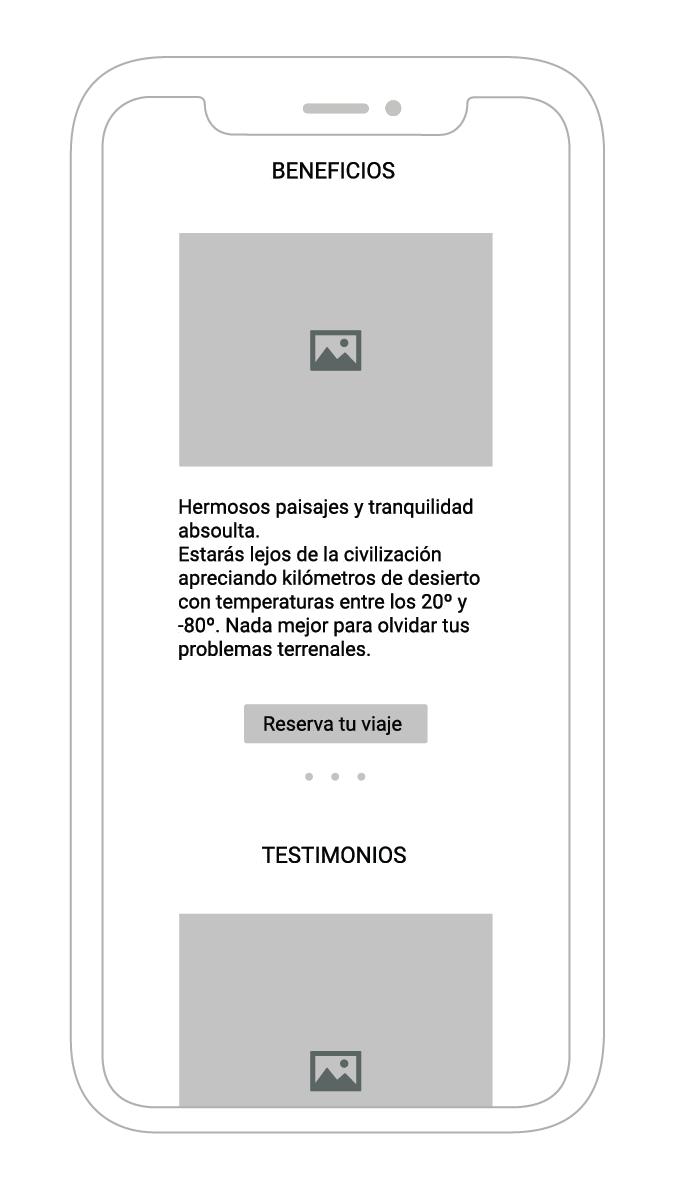 BENEFICIOS
Hermosos paisajes y tranquilidad
absoulta.
Estarás lejos de la civilización
apreciando kilómetros de desierto
con temperaturas entre los 20º y
-80º. Nada mejor para olvidar tus
problemas terrenales.
Reserva tu viaje
TESTIMONIOS